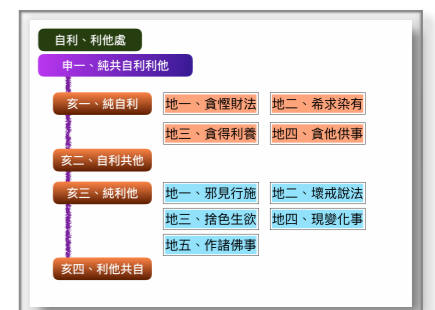 自利、利他處
申一、純共自利利他
亥一、純自利 地一、貪慳財法 地二、希求染有
地三、貪得利養 地四、貪他供事
亥二、自利共他
亥三、純利他 地一、邪見行施 地二、壞戒說法
地三、捨色生欲 地四、現變化事
地五、作諸佛事
亥四、利他共自